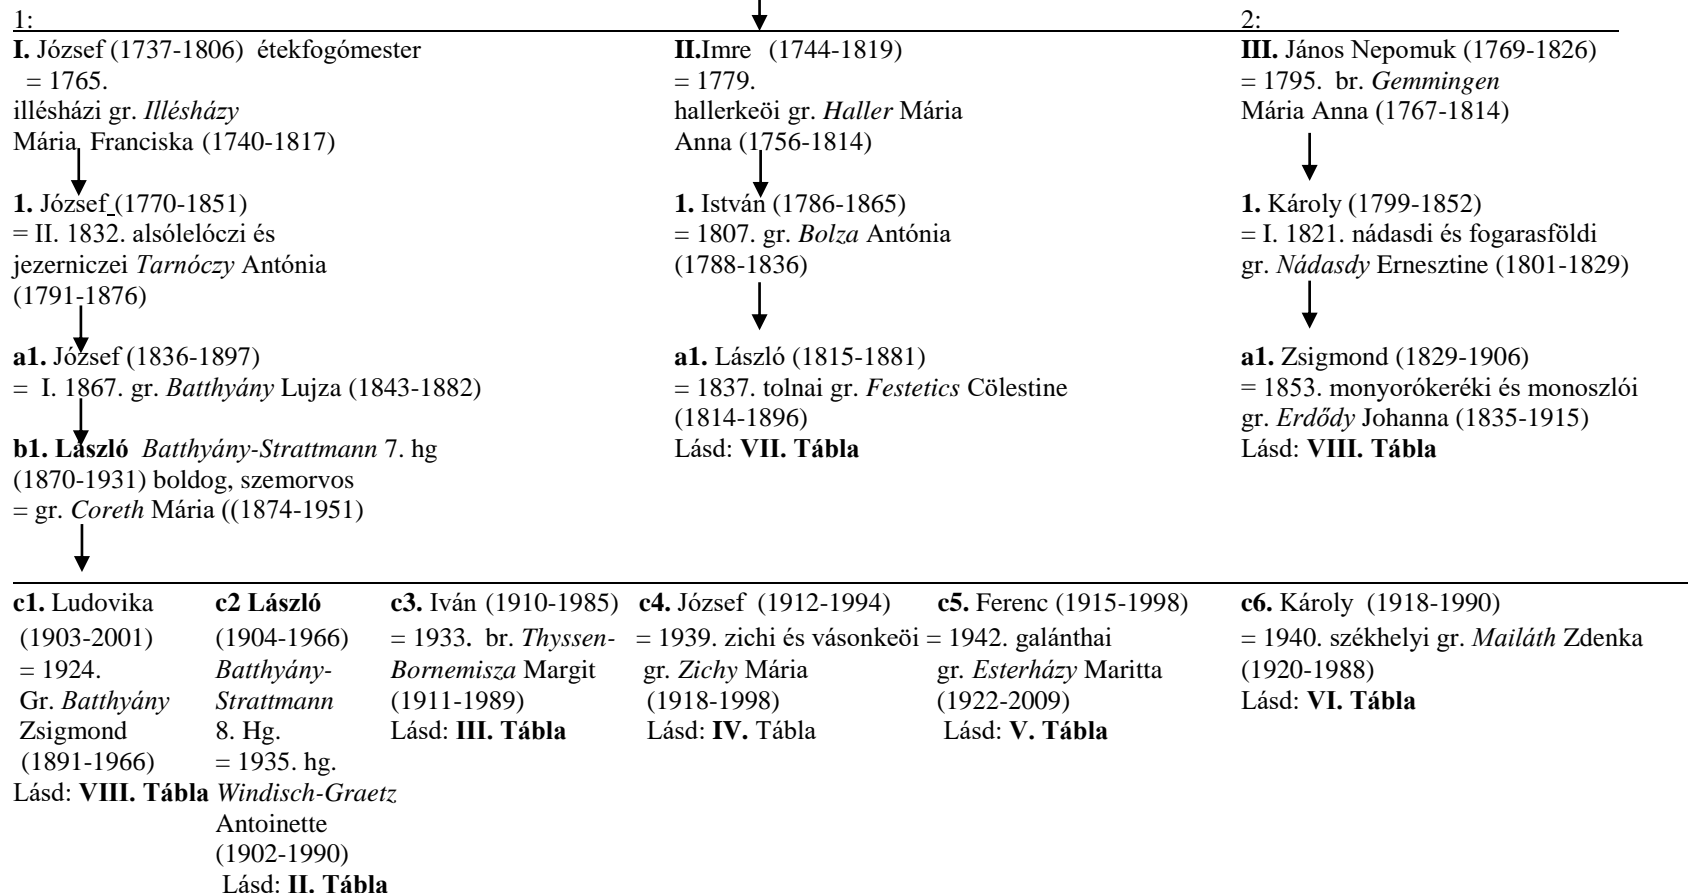 1:
2:
I. József (1737-1806) étekfogómester
= 1765.
illésházi gr. Illésházy
Mária Franciska (1740-1817)
II.Imre (1744-1819)
= 1779.
hallerkeöi gr. Haller Mária
Anna (1756-1814)
III. János Nepomuk (1769-1826)
= 1795. br. Gemmingen
Mária Anna (1767-1814)
1. József (1770-1851)
= II. 1832. alsólelóczi és
jezerniczei Tarnóczy Antónia
(1791-1876)
1. István (1786-1865)
= 1807. gr. Bolza Antónia
(1788-1836)
1. Károly (1799-1852)
= I. 1821. nádasdi és fogarasföldi
gr. Nádasdy Ernesztine (1801-1829)
a1. József (1836-1897)
= I. 1867. gr. Batthyány Lujza (1843-1882)
a1. László (1815-1881)
= 1837. tolnai gr. Festetics Cölestine
(1814-1896)
Lásd: VII. Tábla
a1. Zsigmond (1829-1906)
= 1853. monyorókeréki és monoszlói
gr. Erdődy Johanna (1835-1915)
Lásd: VIII. Tábla
b1. László Batthyány-Strattmann 7. hg
(1870-1931) boldog, szemorvos
= gr. Coreth Mária ((1874-1951)
c1. Ludovika
(1903-2001)
= 1924.
Gr. Batthyány
Zsigmond
(1891-1966)
Lásd: VIII. Tábla
c2 László
(1904-1966)
Batthyány-
Strattmann
8. Hg.
= 1935. hg.
Windisch-Graetz
Antoinette
(1902-1990)
Lásd: II. Tábla
c3. Iván (1910-1985)
= 1933. br. Thyssen-
Bornemisza Margit
(1911-1989)
Lásd: III. Tábla
c4. József (1912-1994)
= 1939. zichi és vásonkeöi
gr. Zichy Mária
(1918-1998)
Lásd: IV. Tábla
c5. Ferenc (1915-1998)
= 1942. galánthai
gr. Esterházy Maritta
(1922-2009)
Lásd: V. Tábla
c6. Károly (1918-1990)
= 1940. székhelyi gr. Mailáth Zdenka
(1920-1988)
Lásd: VI. Tábla